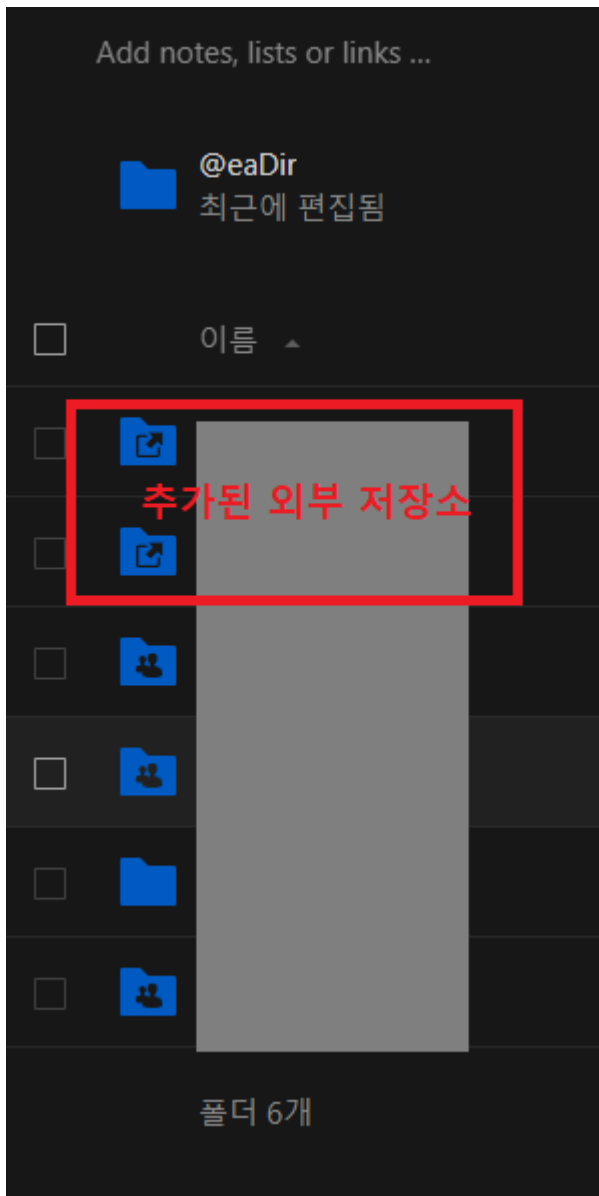 Add notes, lists or links ...
@eaDir
최근에 편집됨
이름
추가된 외부 저장소
폴더 6개